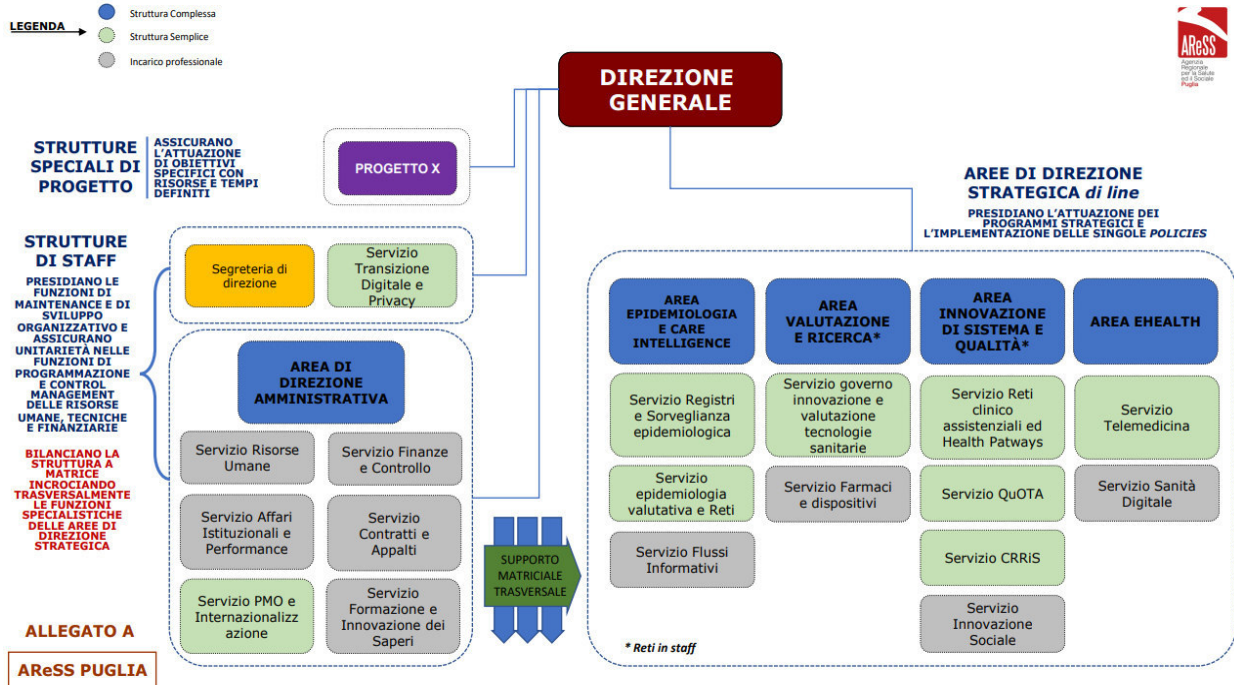 LEGENDA
Struttura Complessa
Struttura Semplice
Incarico professionale
AReSS
Agenzia
Regionale
per la Salute
ed il Sociale
Puglia
DIREZIONE
GENERALE
STRUTTURE
SPECIALI DI
PROGETTO
ASSICURANO
L'ATTUAZIONE
DI OBIETTIVI
SPECIFICI CON
RISORSE E TEMPI
DEFINITI
PROGETTO X
AREE DI DIREZIONE
STRATEGICA di line
PRESIDIANO L'ATTUAZIONE DEI
PROGRAMMI STRATEGICI E
L'IMPLEMENTAZIONE DELLE SINGOLE POLICIES
STRUTTURE
DI STAFF
PRESIDIANO LE
FUNZIONI DI
MAINTENANCE E DI
SVILUPPO
ORGANIZZATIVO E
ASSICURANO
UNITARIETÀ NELLE
FUNZIONI DI
PROGRAMMAZIONE
E CONTROL
MANAGEMENT
DELLE RISORSE
UMANE, TECNICHE
E FINANZIARIE
BILANCIANO LA
STRUTTURA A
MATRICE
INCROCIANDO
TRASVERSALMENTE
LE FUNZIONI
SPECIALISTICHE
DELLE AREE DI
DIREZIONE
STRATEGICA
Segreteria di
direzione
Servizio
Transizione
Digitale e
Privacy
AREA DI
DIREZIONE
AMMINISTRATIVA
Servizio Risorse
Umane
Servizio Finanze
e Controllo
Servizio Affari
Istituzionali e
Performance
Servizio
Contratti e
Appalti
Servizio PMO e
Internazionalizz
azione
Servizio
Formazione e
Innovazione dei
Saperi
SUPPORTO
MATRICIALE
TRASVERSALE
AREA
EPIDEMIOLOGIA
E CARE
INTELLIGENCE
Servizio Registri
e Sorveglianza
epidemiologica
Servizio
epidemiologia
valutativa e Reti
Servizio Flussi
Informativi
AREA
VALUTAZIONE
E RICERCA*
Servizio governo
innovazione e
valutazione
tecnologie
sanitarie
Servizio Farmaci
e dispositivi
AREA
INNOVAZIONE
DI SISTEMA E
QUALITÀ*
Servizio Reti
clinico
assistenziali ed
Health Patways
Servizio QuOTA
Servizio CRRiS
Servizio
Innovazione
Sociale
AREA EHEALTH
Servizio
Telemedicina
Servizio Sanità
Digitale
* Reti in staff
ALLEGATO A
AReSS PUGLIA